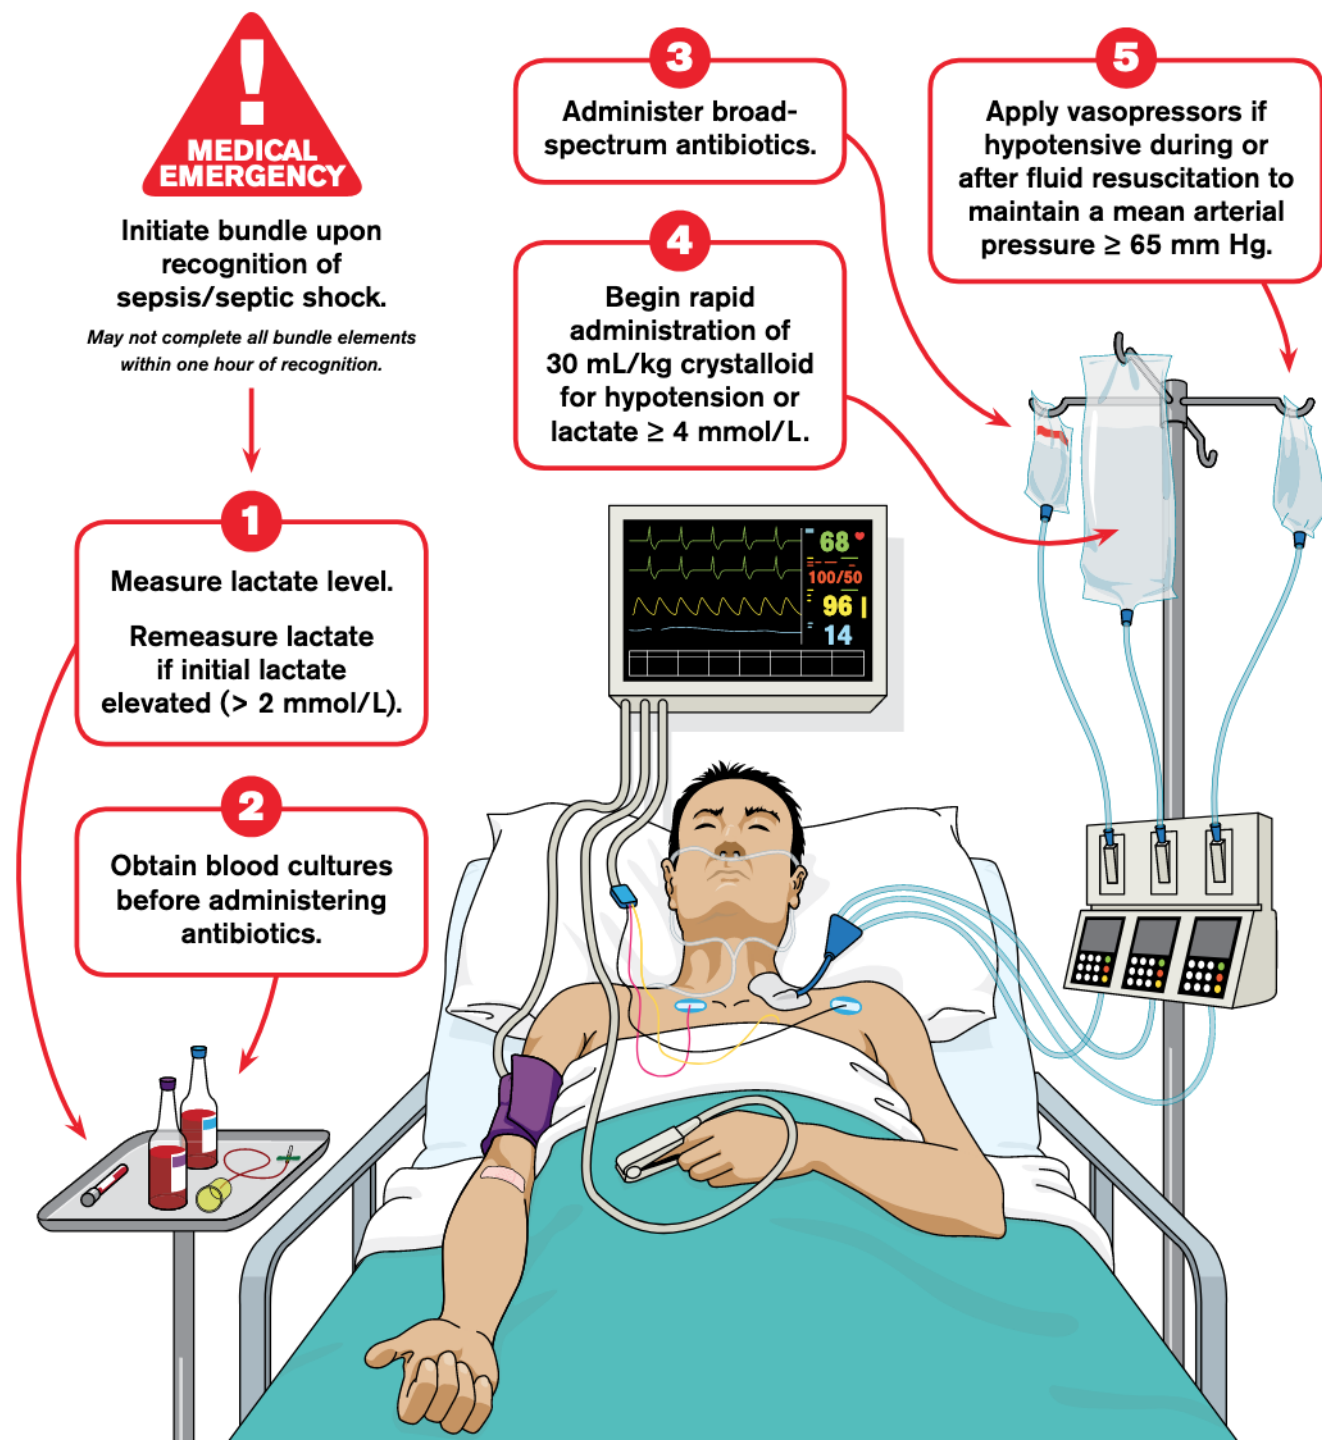 !
MEDICAL
EMERGENCY
Initiate bundle upon
recognition of
sepsis/septic shock.
May not complete all bundle elements
within one hour of recognition.
1
Measure lactate level.
Remeasure lactate
if initial lactate
elevated (> 2 mmol/L).
2
Obtain blood cultures
before administering
antibiotics.
3
Administer broad-
spectrum antibiotics.
4
Begin rapid
administration of
30 mL/kg crystalloid
for hypotension or
lactate ≥ 4 mmol/L.
5
Apply vasopressors if
hypotensive during or
after fluid resuscitation to
maintain a mean arterial
pressure ≥ 65 mm Hg.
68
100/50
96
14